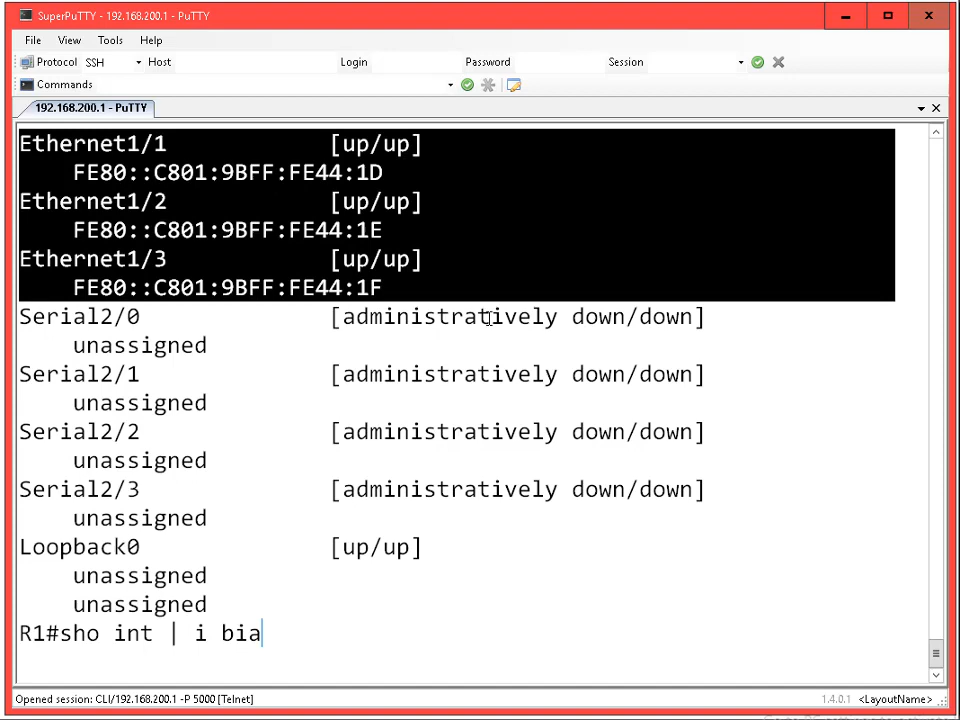 SuperPuTTY - 192.168.200.1 - PuTTY
File View Tools Help
Protocol SSH Host Login Password Session
Commands
192.168.200.1 - PuTTY
Ethernet1/1 [up/up]
FE80::C801:9BFF:FE44:1D
Ethernet1/2 [up/up]
FE80::C801:9BFF:FE44:1E
Ethernet1/3 [up/up]
FE80::C801:9BFF:FE44:1F
Serial2/0 [administratively down/down]
unassigned
Serial2/1 [administratively down/down]
unassigned
Serial2/2 [administratively down/down]
unassigned
Serial2/3 [administratively down/down]
unassigned
Loopback0 [up/up]
unassigned
unassigned
R1#sho int | i bia
Opened session: CLI/192.168.200.1 -P 5000 [Telnet] 1.4.0.1 <LayoutName>